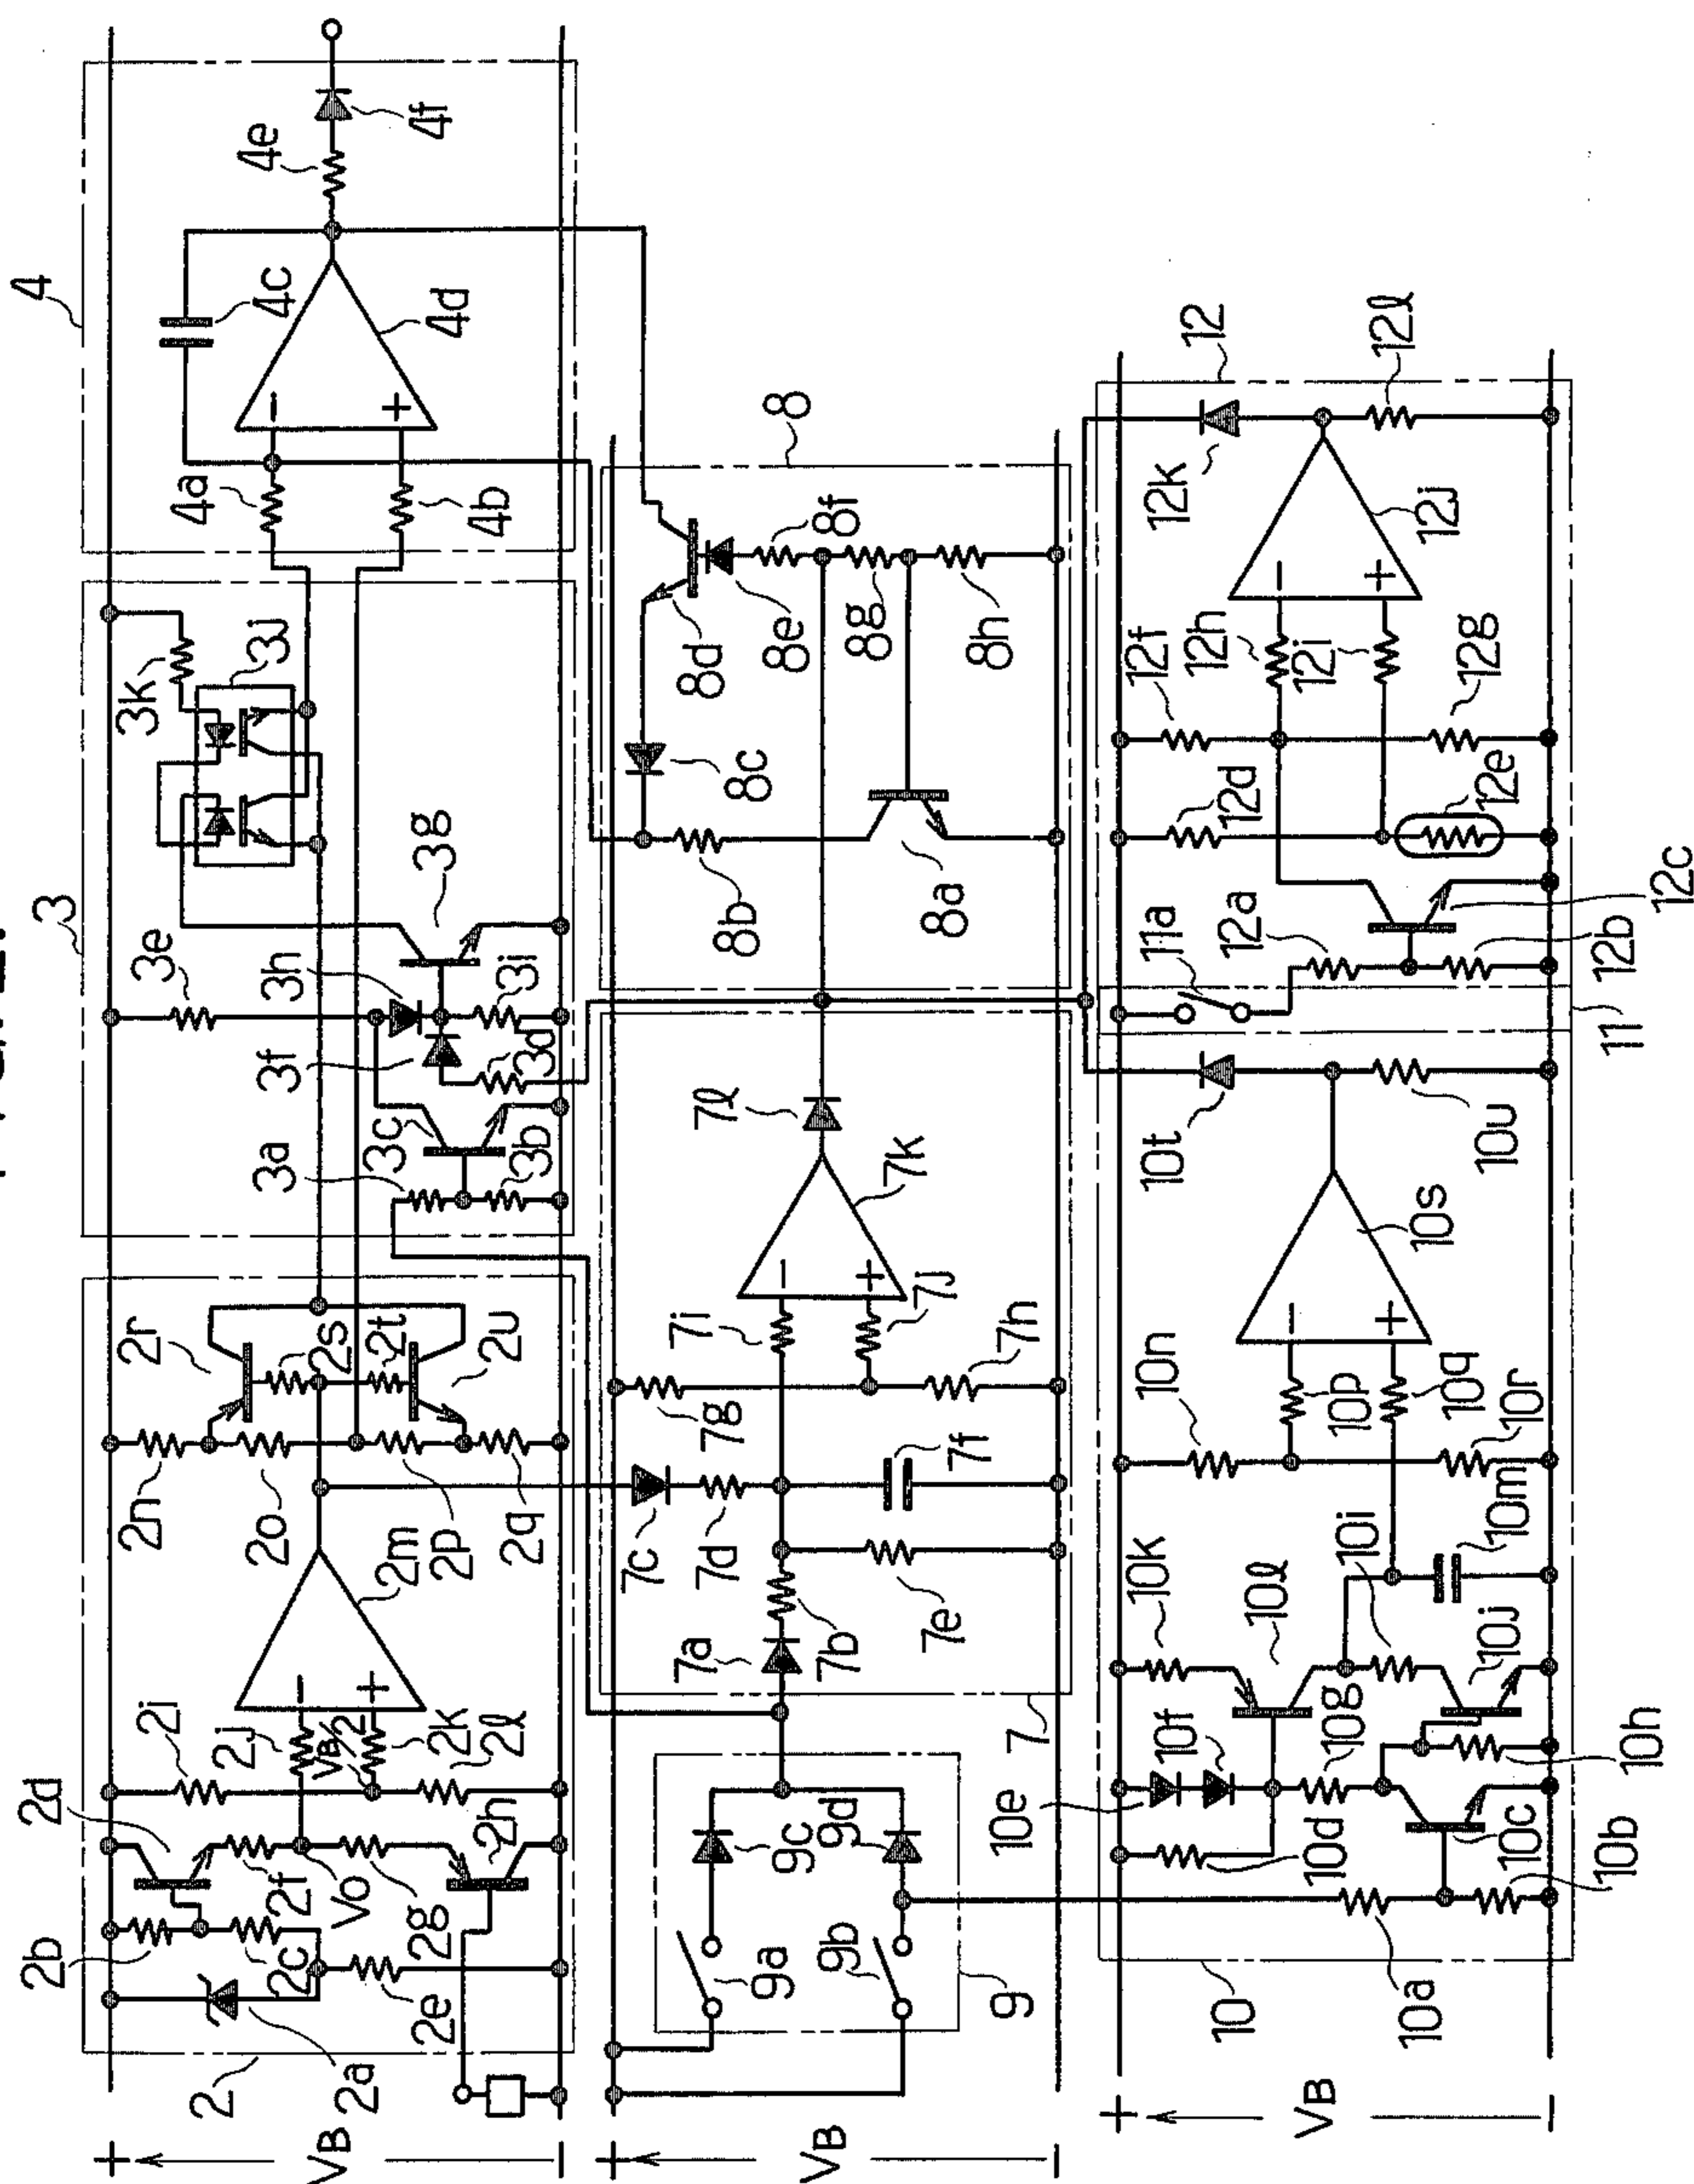 4
4c
4d
4a
4b
4e
4f
3
3k
3j
3e
3h
3g
3f
3i
3d
3a
3c
3b
2r
2s
2t
2u
2n
2o
2m
2p
2q
2i
2j
VB/2
2k
2l
2d
2h
2b
2f
Vo
2c
2g
2e
2
2a
+
VB
−
8
8f
8e
8g
8h
8d
8c
8b
8a
7l
7k
7i
7j
7g
7h
7f
7c
7d
7a
7b
7e
7
9c
9d
9a
9b
9
+
VB
−
12
12l
12k
12j
12f
12h
12i
12g
12d
12e
12a
12c
12b
11a
11
10t
10u
10s
10n
10p
10q
10r
10k
10i
10m
10l
10j
10f
10g
10h
10e
10d
10c
10b
10a
10
+
VB
−